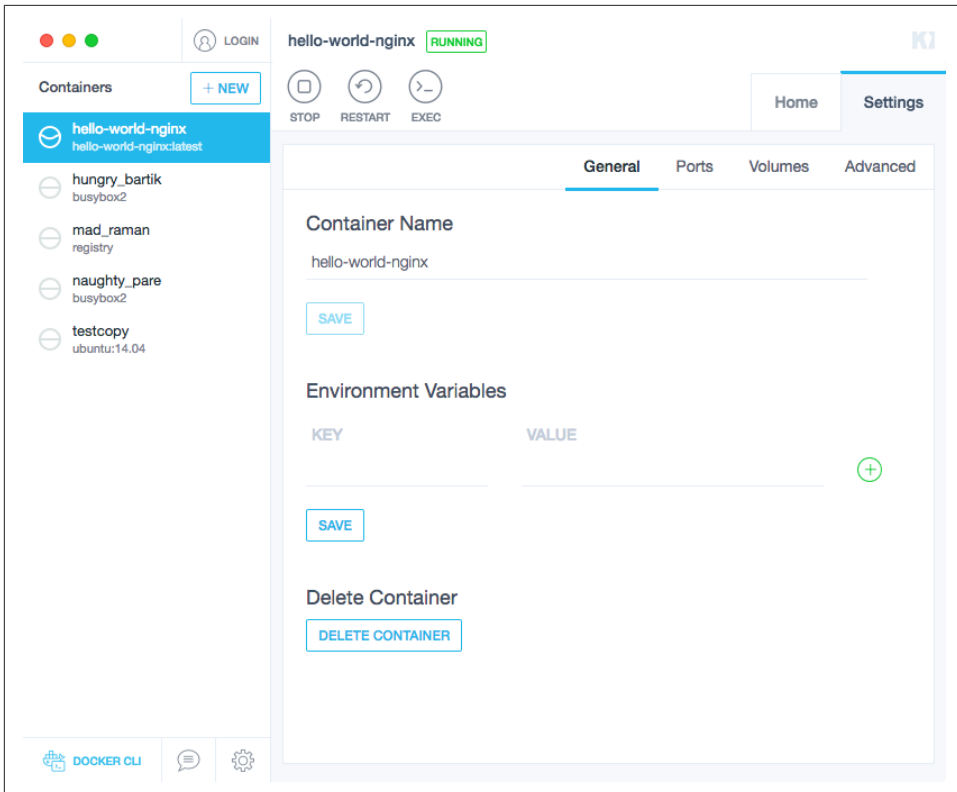 LOGIN
Containers
+ NEW
hello-world-nginx
hello-world-nginx:latest
hungry_bartik
busybox2
mad_raman
registry
naughty_pare
busybox2
testcopy
ubuntu:14.04
DOCKER CLI
hello-world-nginx RUNNING
STOP RESTART EXEC
Home Settings
General Ports Volumes Advanced
Container Name
hello-world-nginx
SAVE
Environment Variables
KEY VALUE
SAVE
Delete Container
DELETE CONTAINER